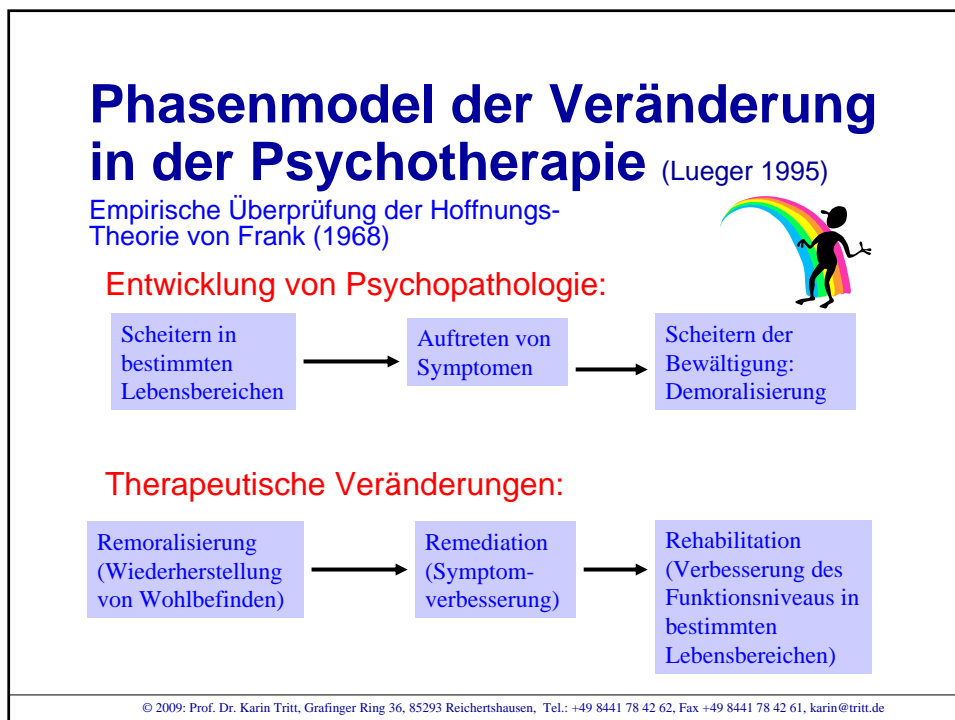 Phasenmodel der Veränderung
in der Psychotherapie (Lueger 1995)
Empirische Überprüfung der Hoffnungs-
Theorie von Frank (1968)
Entwicklung von Psychopathologie:
Scheitern in
bestimmten
Lebensbereichen
Auftreten von
Symptomen
Scheitern der
Bewältigung:
Demoralisierung
Therapeutische Veränderungen:
Remoralisierung
(Wiederherstellung
von Wohlbefinden)
Remediation
(Symptom-
verbesserung)
Rehabilitation
(Verbesserung des
Funktionsniveaus in
bestimmten
Lebensbereichen)
© 2009: Prof. Dr. Karin Tritt, Grafinger Ring 36, 85293 Reichertshausen, Tel.: +49 8441 78 42 62, Fax +49 8441 78 42 61, karin@tritt.de